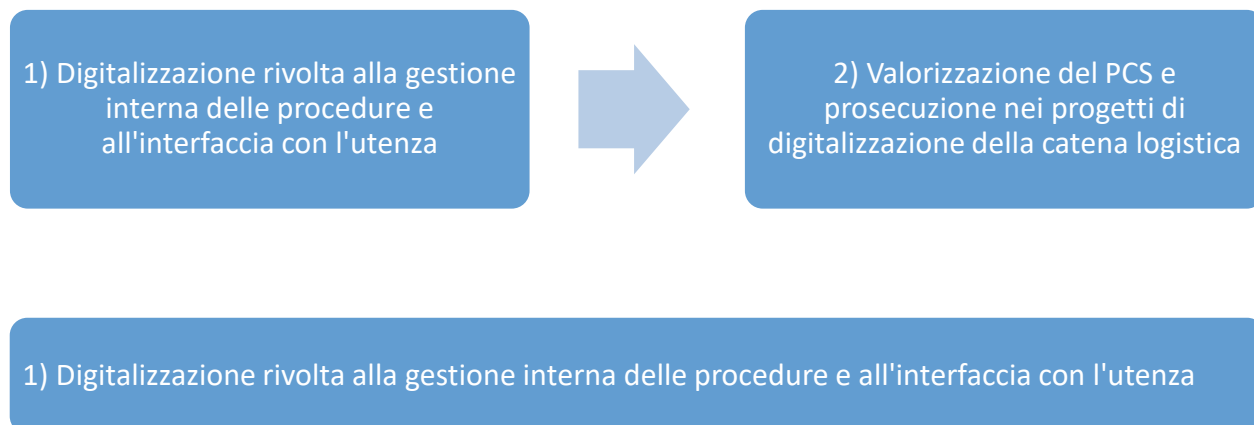 1) Digitalizzazione rivolta alla gestione
interna delle procedure e
all'interfaccia con l'utenza
2) Valorizzazione del PCS e
prosecuzione nei progetti di
digitalizzazione della catena logistica
1) Digitalizzazione rivolta alla gestione interna delle procedure e all'interfaccia con l'utenza